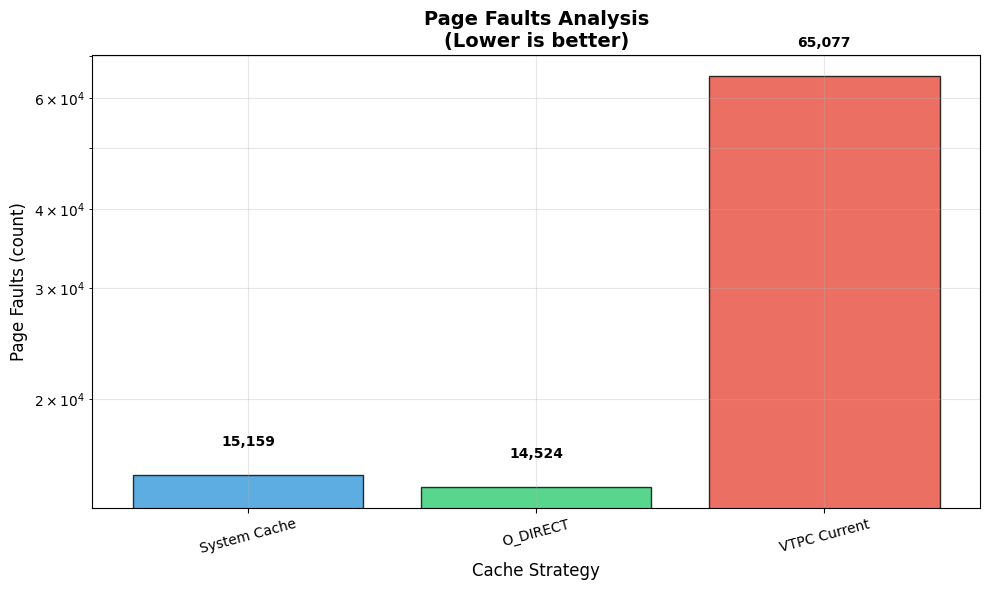 Page Faults Analysis
(Lower is better)
65,077
6 × 10⁴
4 × 10⁴
3 × 10⁴
2 × 10⁴
Page Faults (count)
15,159
14,524
System Cache
O_DIRECT
VTPC Current
Cache Strategy